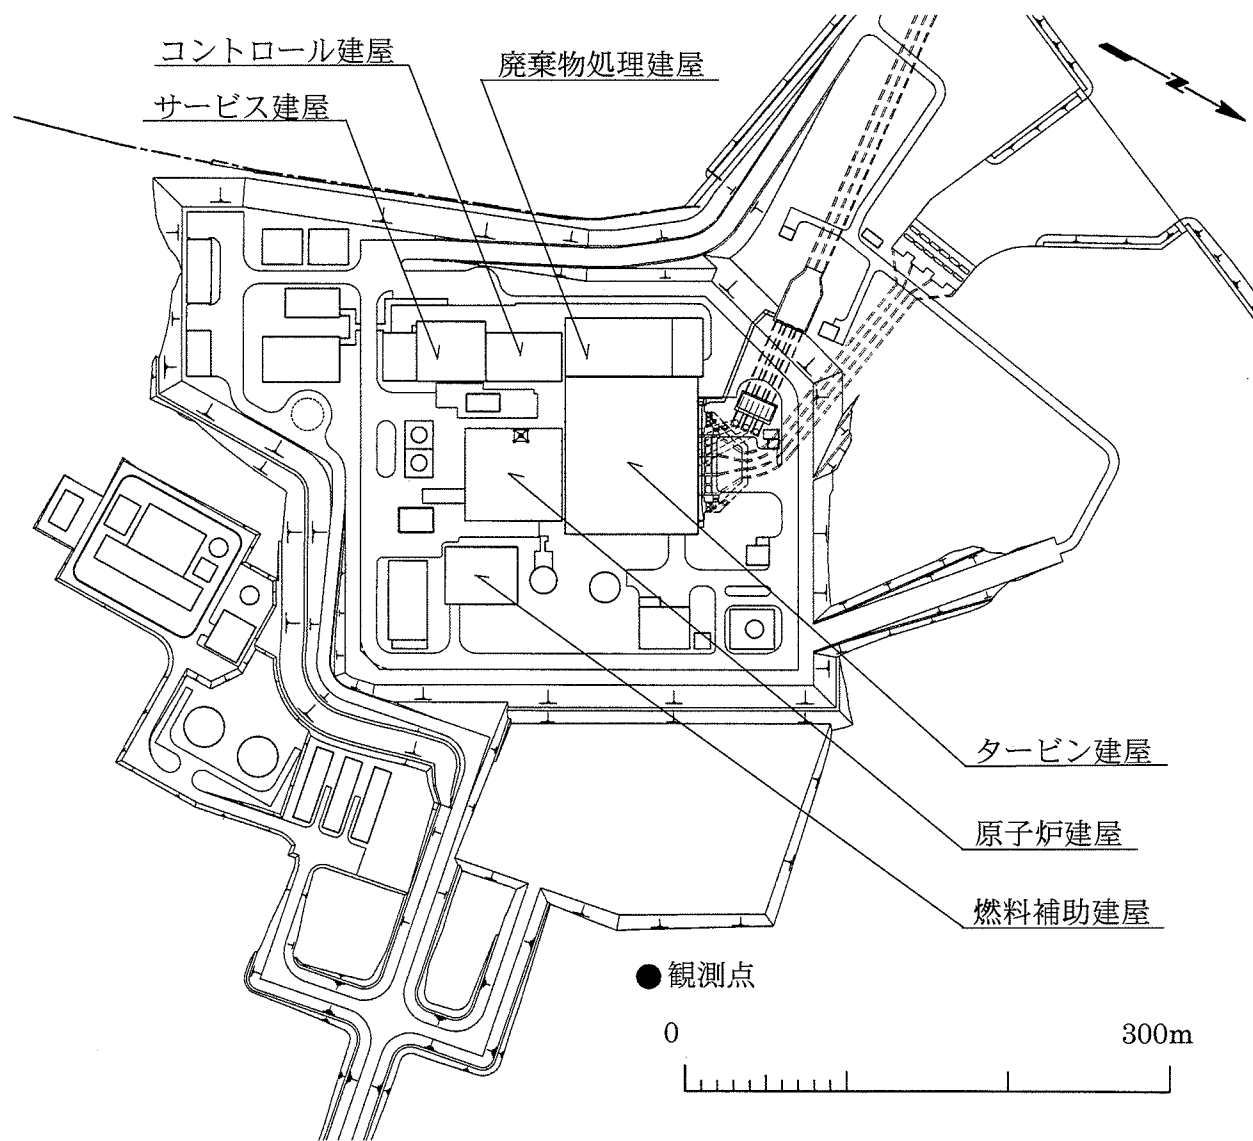 コントロール建屋
廃棄物処理建屋
サービス建屋
N
タービン建屋
原子炉建屋
燃料補助建屋
観測点
0 300m